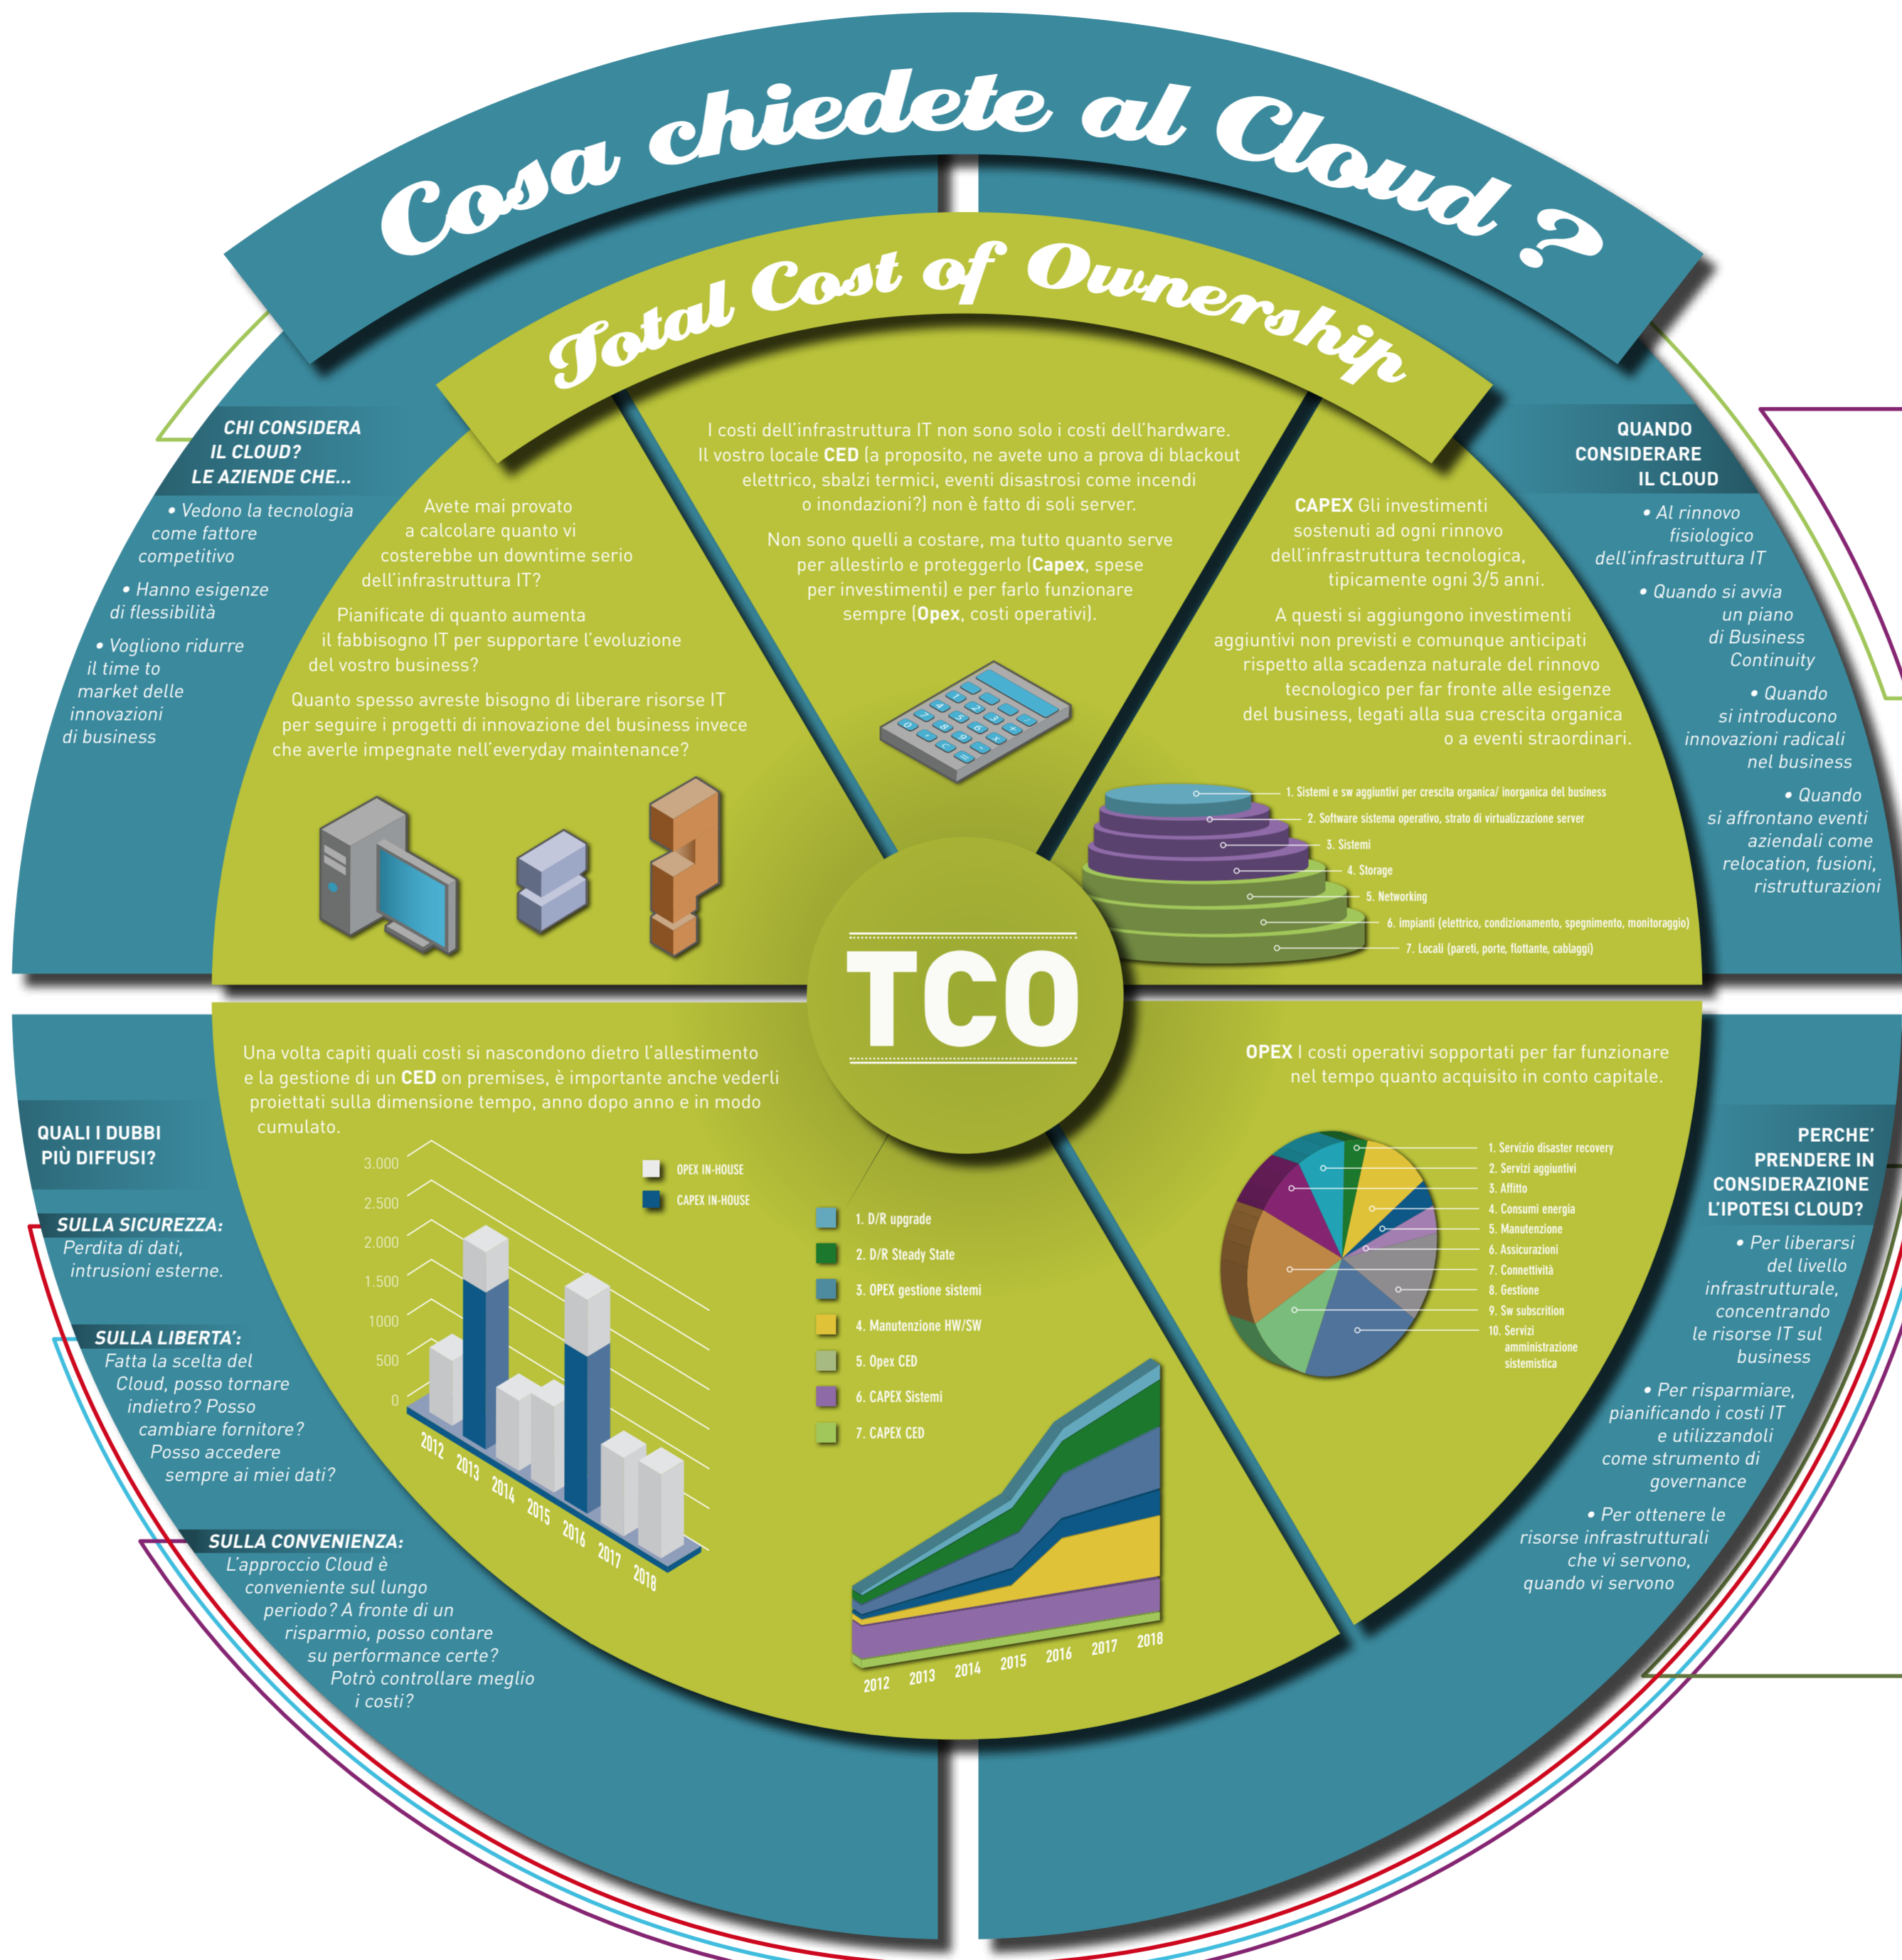 Cosa chiedete al Cloud ?
Total Cost of Ownership
CHI CONSIDERA
IL CLOUD?
LE AZIENDE CHE...
• Vedono la tecnologia
come fattore
competitivo
• Hanno esigenze
di flessibilità
• Vogliono ridurre
il time to
market delle
innovazioni
di business
Avete mai provato
a calcolare quanto vi
costerebbe un downtime serio
dell'infrastruttura IT?
Pianificate di quanto aumenta
il fabbisogno IT per supportare l'evoluzione
del vostro business?
Quanto spesso avreste bisogno di liberare risorse IT
per seguire i progetti di innovazione del business invece
che averle impegnate nell'everyday maintenance?
I costi dell'infrastruttura IT non sono solo i costi dell'hardware.
Il vostro locale CED (a proposito, ne avete uno a prova di blackout
elettrico, sbalzi termici, eventi disastrosi come incendi
o inondazioni?) non è fatto di soli server.
Non sono quelli a costare, ma tutto quanto serve
per allestirlo e proteggerlo (Capex, spese
per investimenti) e per farlo funzionare
sempre (Opex, costi operativi).
CAPEX Gli investimenti
sostenuti ad ogni rinnovo
dell'infrastruttura tecnologica,
tipicamente ogni 3/5 anni.
A questi si aggiungono investimenti
aggiuntivi non previsti e comunque anticipati
rispetto alla scadenza naturale del rinnovo
tecnologico per far fronte alle esigenze
del business, legati alla sua crescita organica
o a eventi straordinari.
1. Sistemi e sw aggiuntivi per crescita organica/ inorganica del business
2. Software sistema operativo, strato di virtualizzazione server
3. Sistemi
4. Storage
5. Networking
6. impianti (elettrico, condizionamento, spegnimento, monitoraggio)
7. Locali (pareti, porte, flottante, cablaggi)
QUANDO
CONSIDERARE
IL CLOUD
• Al rinnovo
fisiologico
dell'infrastruttura IT
• Quando si avvia
un piano
di Business
Continuity
• Quando
si introducono
innovazioni radicali
nel business
• Quando
si affrontano eventi
aziendali come
relocation, fusioni,
ristrutturazioni
TCO
QUALI I DUBBI
PIÙ DIFFUSI?
SULLA SICUREZZA:
Perdita di dati,
intrusioni esterne.
SULLA LIBERTA':
Fatta la scelta del
Cloud, posso tornare
indietro? Posso
cambiare fornitore?
Posso accedere
sempre ai miei dati?
SULLA CONVENIENZA:
L'approccio Cloud è
conveniente sul lungo
periodo? A fronte di un
risparmio, posso contare
su performance certe?
Potrò controllare meglio
i costi?
Una volta capiti quali costi si nascondono dietro l'allestimento
e la gestione di un CED on premises, è importante anche vederli
proiettati sulla dimensione tempo, anno dopo anno e in modo
cumulato.
3.000
2.500
2.000
1.500
1000
500
0
2012
2013
2014
2015
2016
2017
2018
OPEX IN-HOUSE
CAPEX IN-HOUSE
1. D/R upgrade
2. D/R Steady State
3. OPEX gestione sistemi
4. Manutenzione HW/SW
5. Opex CED
6. CAPEX Sistemi
7. CAPEX CED
2012
2013
2014
2015
2016
2017
2018
OPEX I costi operativi sopportati per far funzionare
nel tempo quanto acquisito in conto capitale.
1. Servizio disaster recovery
2. Servizi aggiuntivi
3. Affitto
4. Consumi energia
5. Manutenzione
6. Assicurazioni
7. Connettività
8. Gestione
9. Sw subscrition
10. Servizi
amministrazione
sistemistica
PERCHE'
PRENDERE IN
CONSIDERAZIONE
L'IPOTESI CLOUD?
• Per liberarsi
del livello
infrastrutturale,
concentrando
le risorse IT sul
business
• Per risparmiare,
pianificando i costi IT
e utilizzandoli
come strumento di
governance
• Per ottenere le
risorse infrastrutturali
che vi servono,
quando vi servono